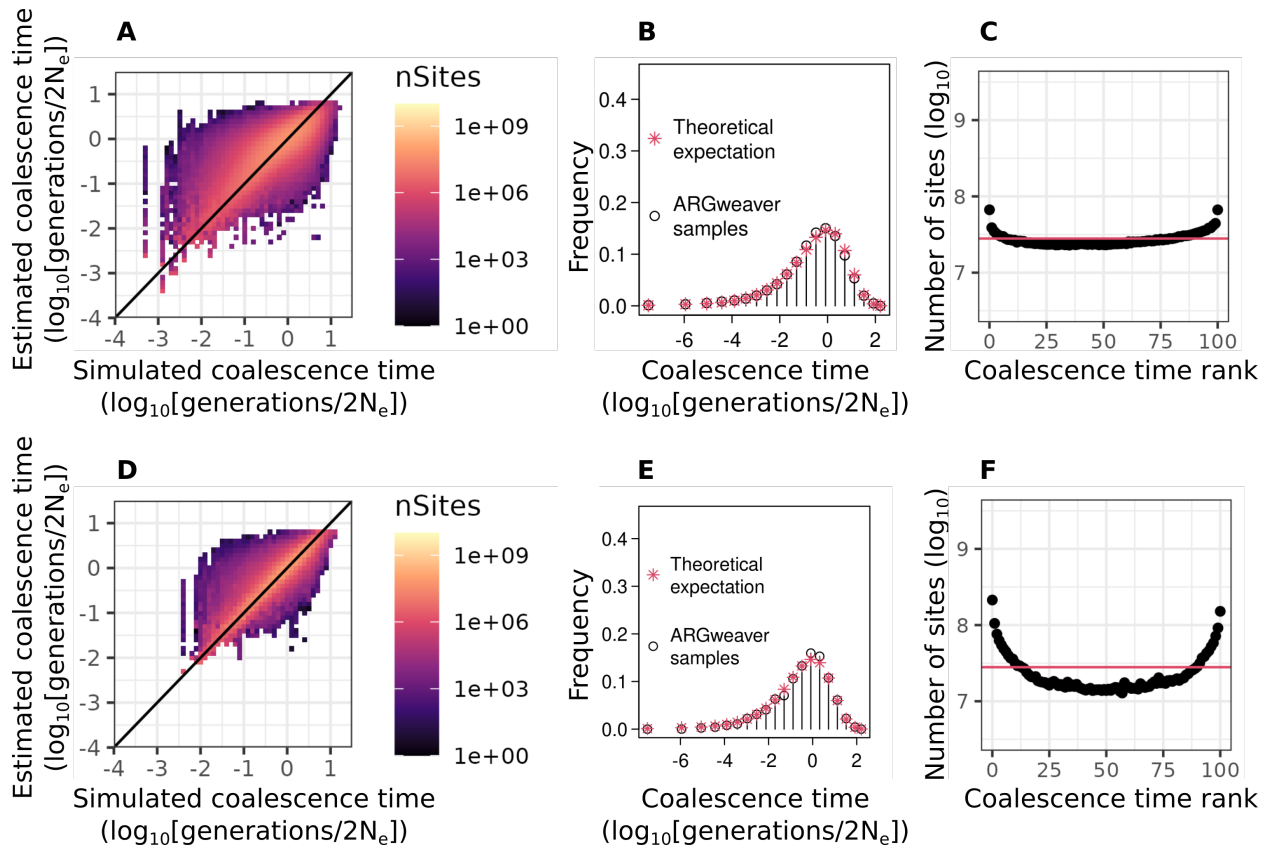 A
Estimated coalescence time
(log10[generations/2Ne])
1
0
-1
-2
-3
-4
-4 -3 -2 -1 0 1
Simulated coalescence time
(log10[generations/2Ne])
nSites
1e+09
1e+06
1e+03
1e+00
B
Frequency
0.4
0.3
0.2
0.1
0.0
Theoretical
expectation
ARGweaver
samples
-6 -4 -2 0 2
Coalescence time
(log10[generations/2Ne])
C
Number of sites (log10)
9
8
7
0 25 50 75 100
Coalescence time rank
D
Estimated coalescence time
(log10[generations/2Ne])
1
0
-1
-2
-3
-4
-4 -3 -2 -1 0 1
Simulated coalescence time
(log10[generations/2Ne])
nSites
1e+09
1e+06
1e+03
1e+00
E
Frequency
0.4
0.3
0.2
0.1
0.0
Theoretical
expectation
ARGweaver
samples
-6 -4 -2 0 2
Coalescence time
(log10[generations/2Ne])
F
Number of sites (log10)
9
8
7
0 25 50 75 100
Coalescence time rank